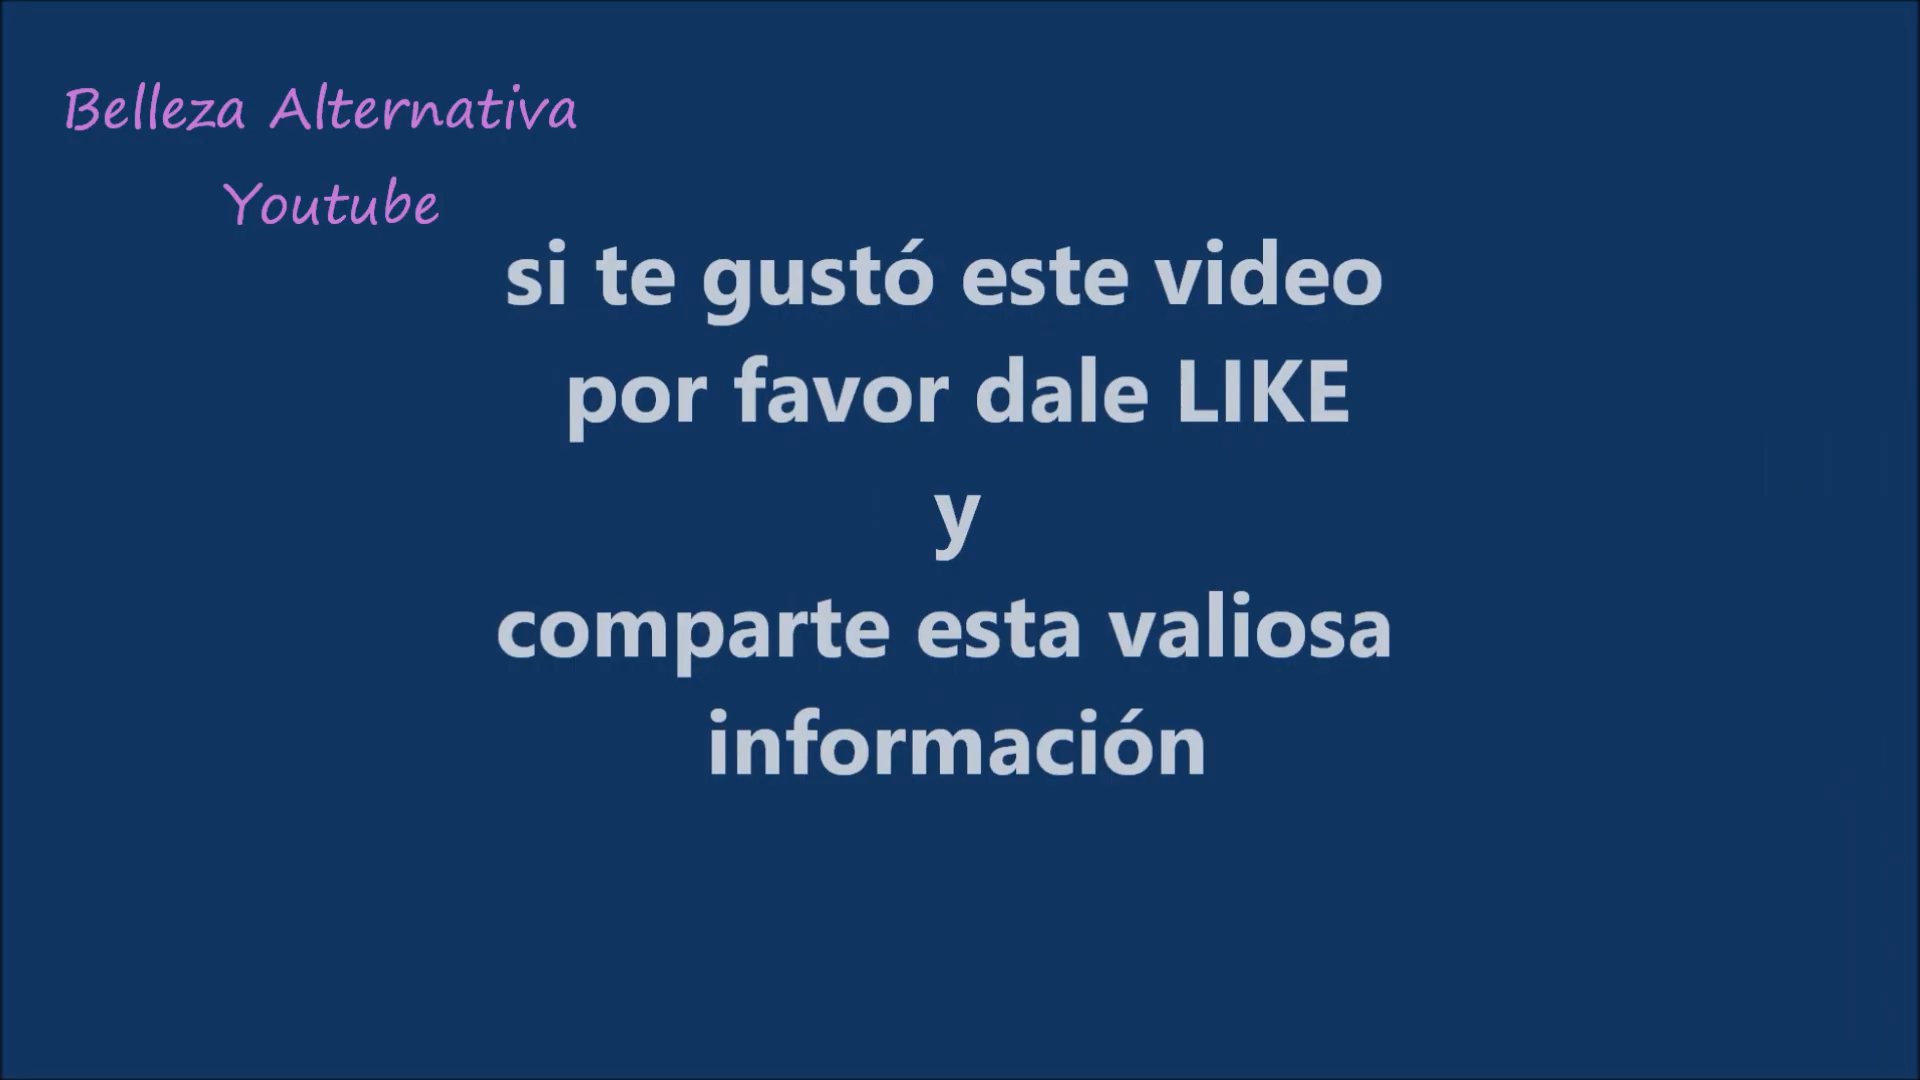 Belleza Alternativa
Youtube
si te gustó este video
por favor dale LIKE
y
comparte esta valiosa
información